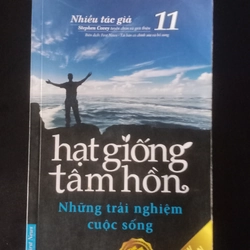 Nhiều tác giả
11
hạt giống
tâm hồn
Những trải nghiệm
cuộc sống